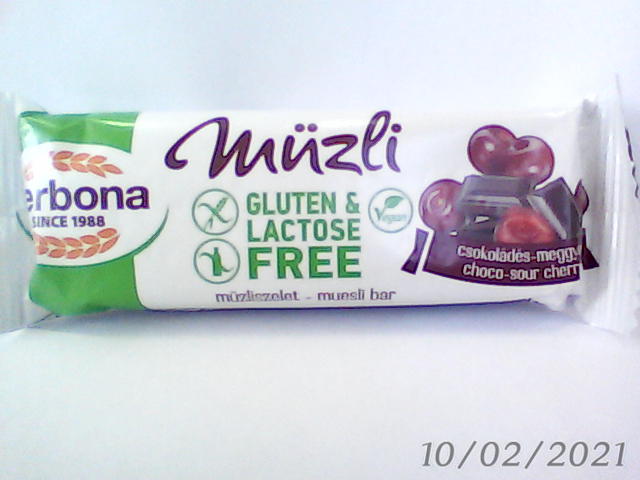 erbona
SINCE 1988
müzli
GLUTEN &
LACTOSE
FREE
vegan
müzliszelet - muesli bar
csokoládés-meggy
choco-sour cherr
10/02/2021